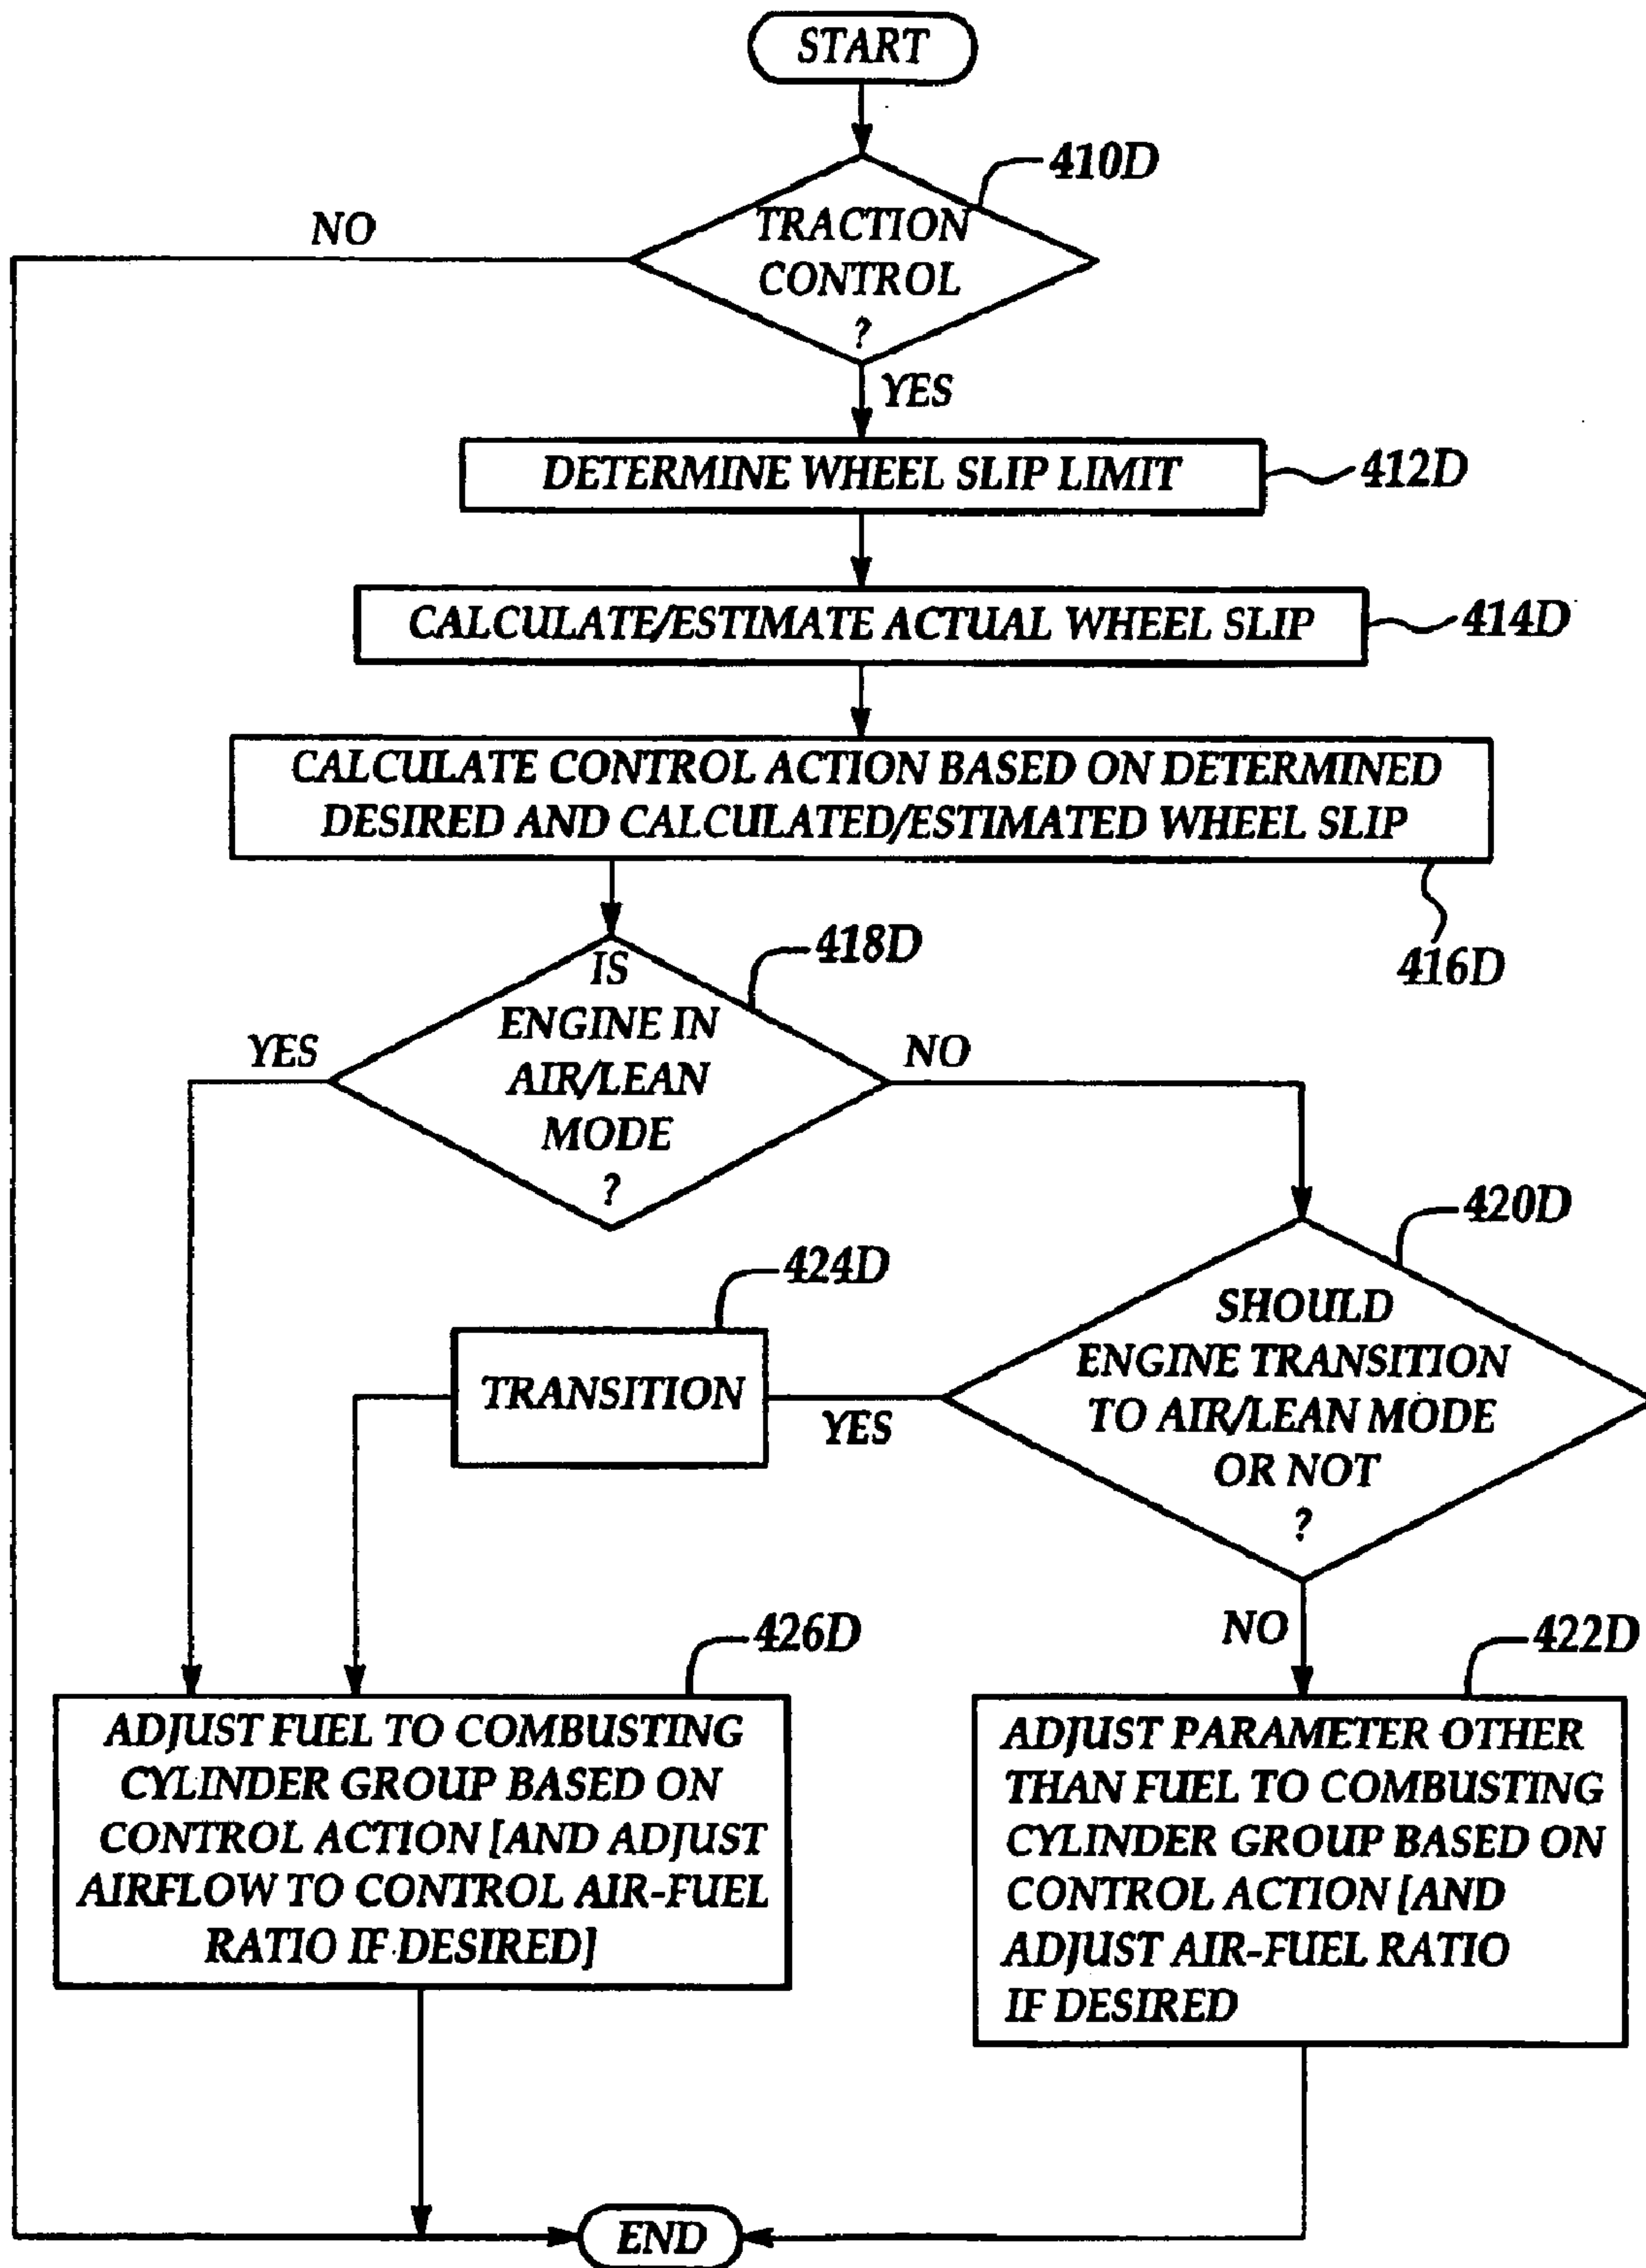 START
410D
NO
TRACTION
CONTROL
?
YES
DETERMINE WHEEL SLIP LIMIT
412D
CALCULATE/ESTIMATE ACTUAL WHEEL SLIP
414D
CALCULATE CONTROL ACTION BASED ON DETERMINED
DESIRED AND CALCULATED/ESTIMATED WHEEL SLIP
416D
418D
IS
ENGINE IN
AIR/LEAN
MODE
?
YES
NO
420D
424D
SHOULD
ENGINE TRANSITION
TO AIR/LEAN MODE
OR NOT
?
TRANSITION
YES
NO
426D
422D
ADJUST FUEL TO COMBUSTING
CYLINDER GROUP BASED ON
CONTROL ACTION [AND ADJUST
AIRFLOW TO CONTROL AIR-FUEL
RATIO IF DESIRED]
ADJUST PARAMETER OTHER
THAN FUEL TO COMBUSTING
CYLINDER GROUP BASED ON
CONTROL ACTION [AND
ADJUST AIR-FUEL RATIO
IF DESIRED
END